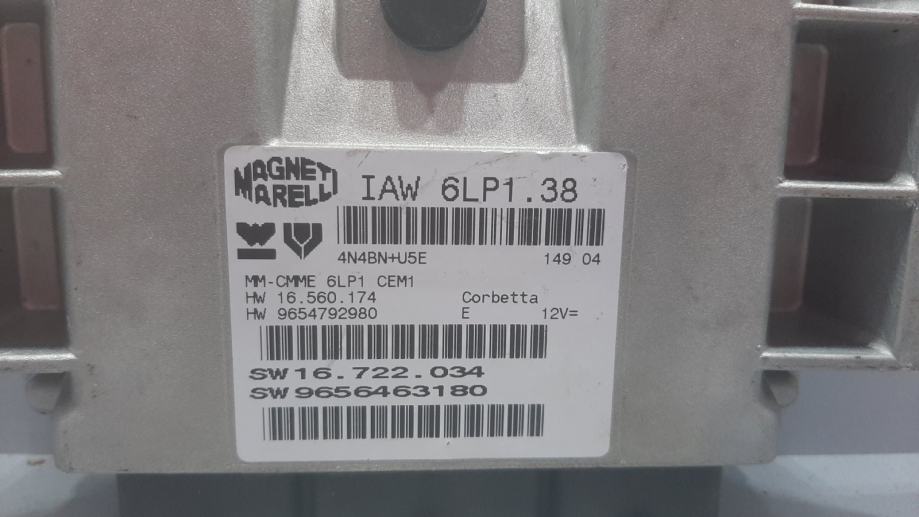 MAGNETI
MARELLI
IAW 6LP1.38
4N4BN+U5E 149 04
MM-CMME 6LP1 CEM1
HW 16.560.174 Corbetta
HW 9654792980 E 12V=
SW 16.722.034
SW 9656463180